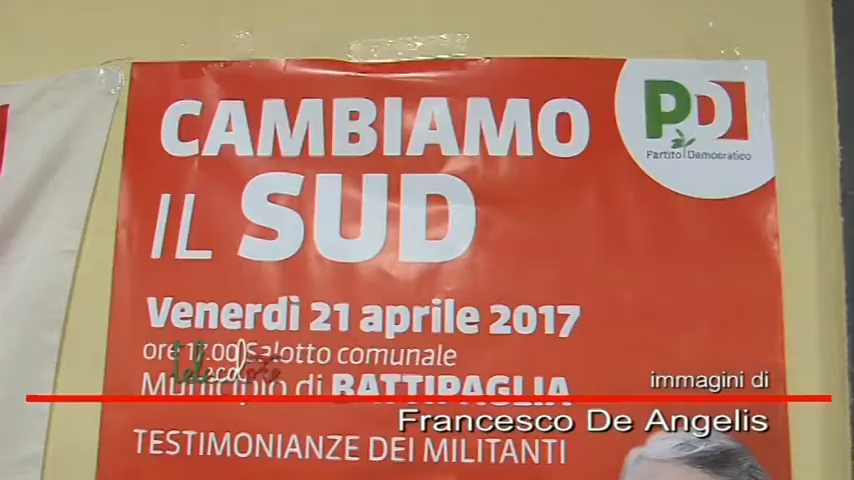 CAMBIAMO
IL SUD
PD
Partito Democratico
Venerdì 21 aprile 2017
ore 17.00 Salotto comunale
Municipio di BATTIPAGLIA
immagini di
Francesco De Angelis
TESTIMONIANZE DEI MILITANTI